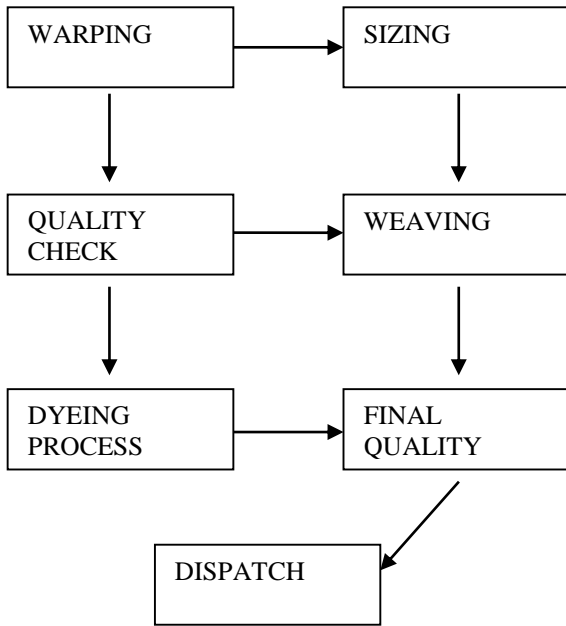 WARPING
SIZING
QUALITY
CHECK
WEAVING
DYEING
PROCESS
FINAL
QUALITY
DISPATCH